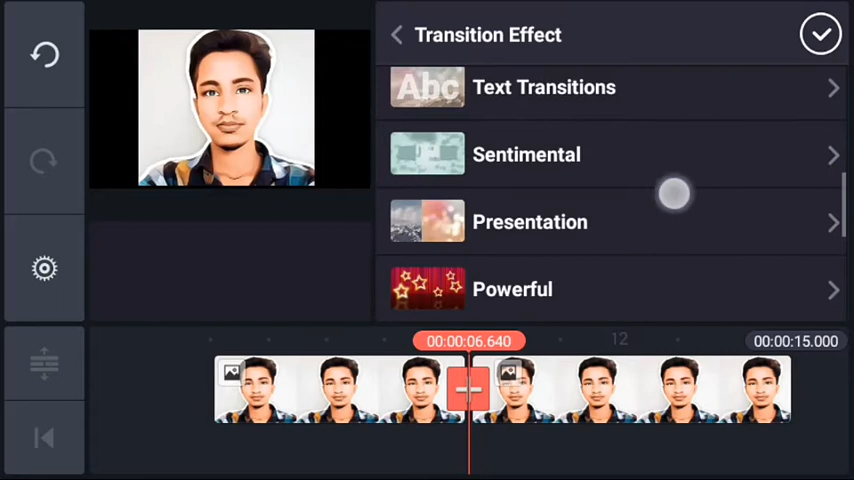 Transition Effect
Abc
Text Transitions
Sentimental
Presentation
Powerful
00:00:06.640
12
00:00:15.000